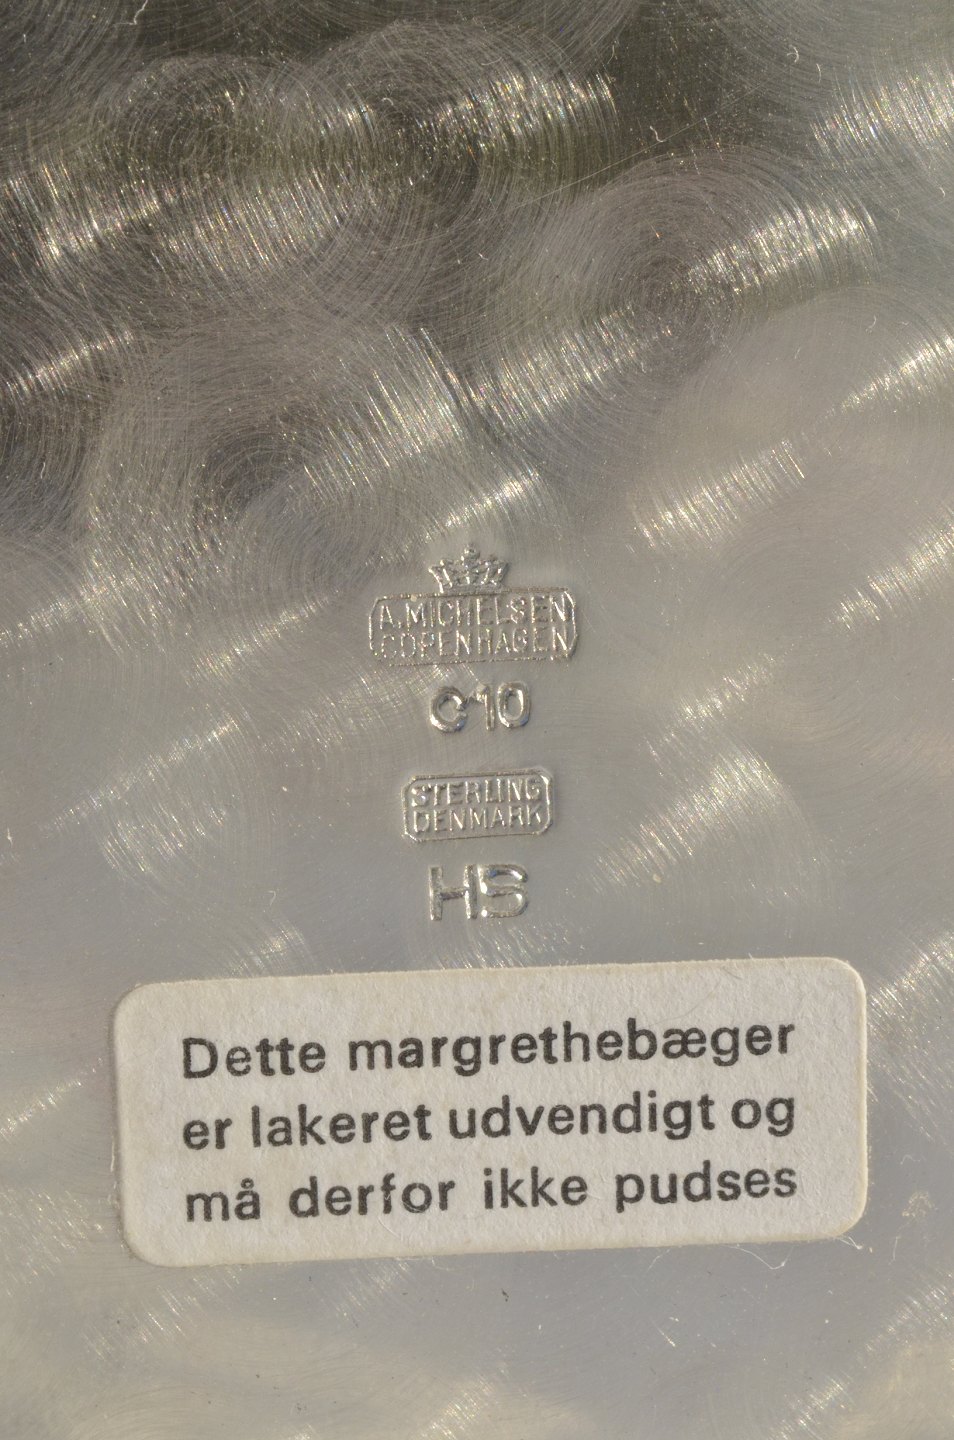 A.MICHELSEN
COPENHAGEN
C10
STERLING
DENMARK
HS
Dette margrethebæger
er lakeret udvendigt og
må derfor ikke pudses